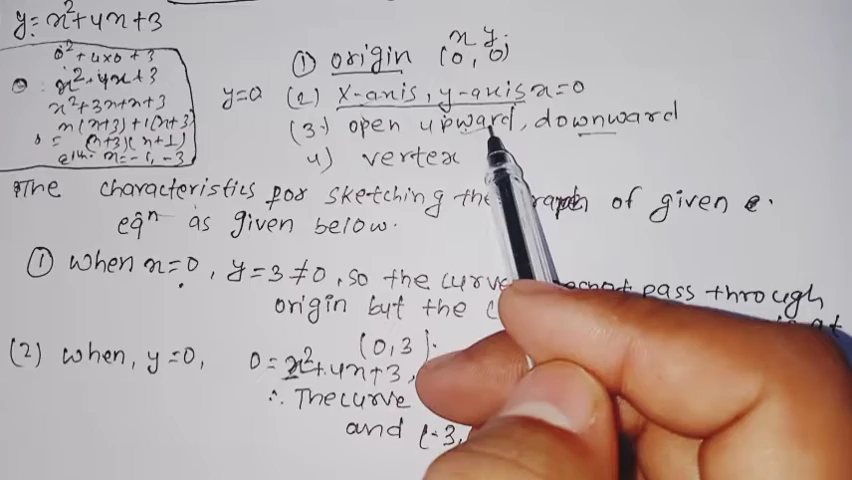 y = x²+4x+3
0²+4×0+3
x²+4x+3
x²+3x+x+3
x(x+3)+1(x+3
= (x+3)(x+1)
x=-1, -3
x y
① origin (0, 0)
y=0 (2) x-axis, y-axis x=0
(3) open upward, downward
4) vertex
The characteristics for sketching the graph of given
eqⁿ as given below.
① when x=0, y=3≠0, so the curve not pass through
origin but the
at
(0,3).
(2) when, y=0, 0=x²+4x+3,
∴ The curve
and (-3,